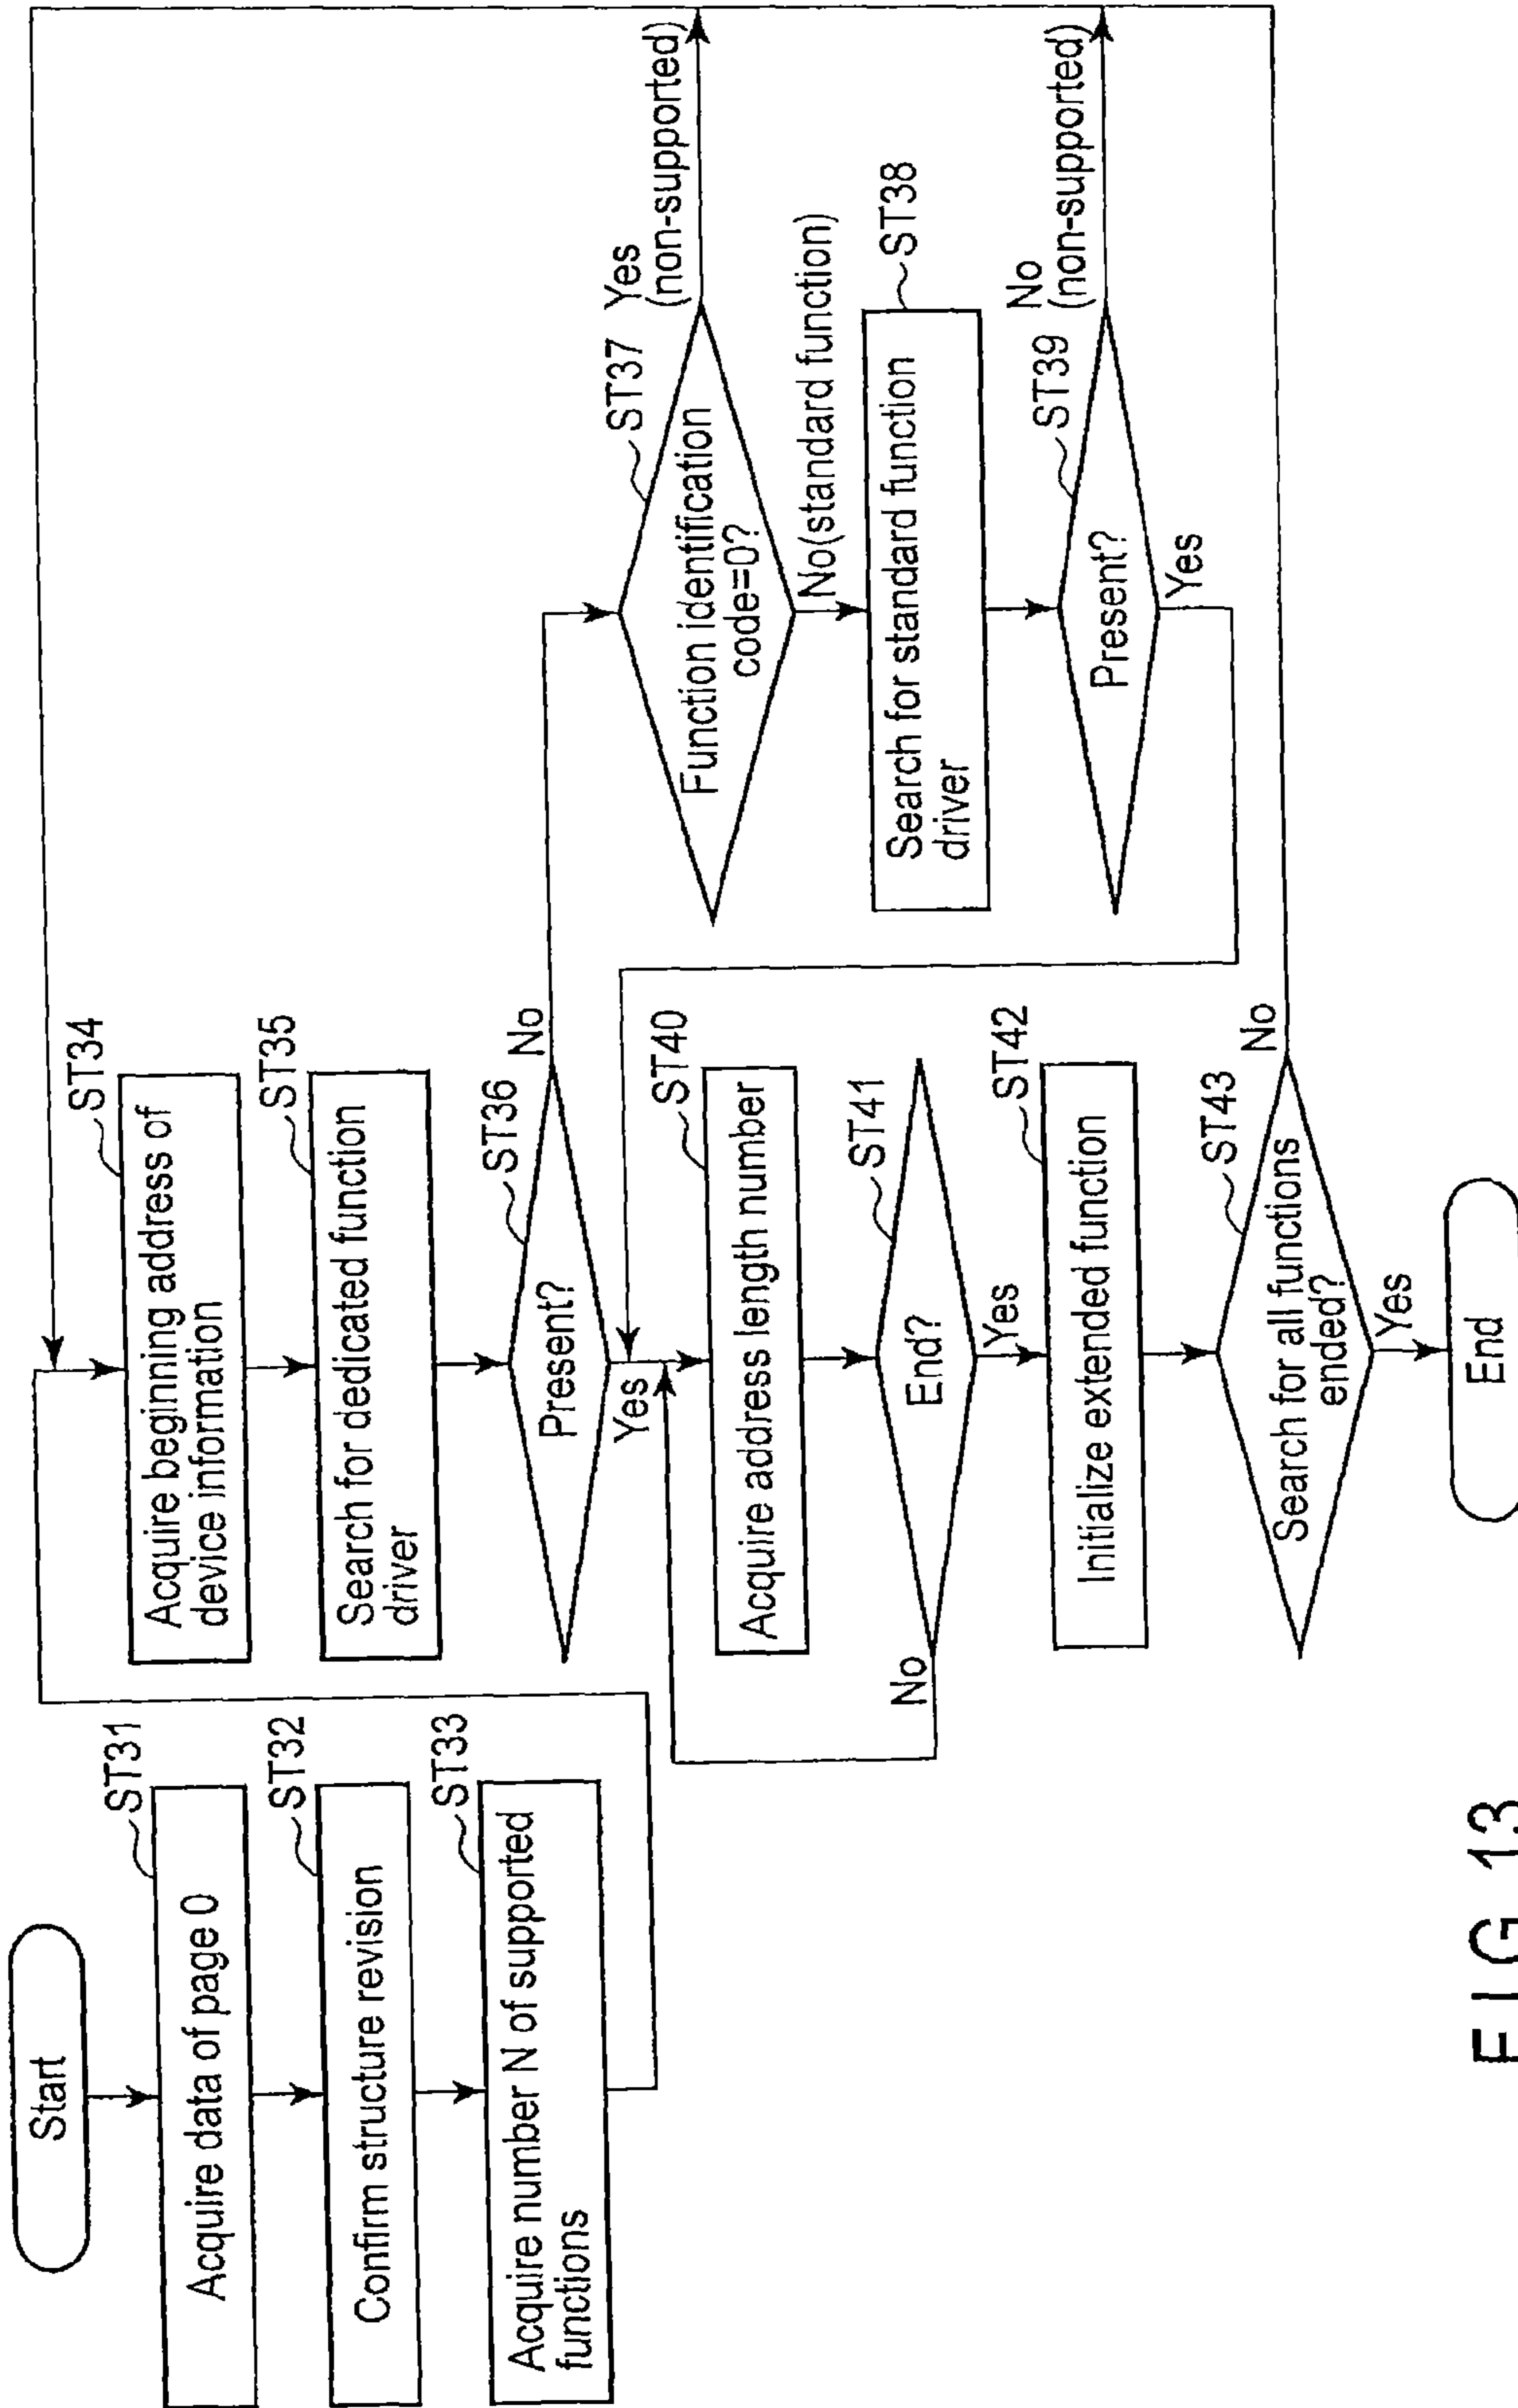 Start
ST31
Acquire data of page 0
ST32
Confirm structure revision
ST33
Acquire number N of supported
functions
ST34
Acquire beginning address of
device information
ST35
Search for dedicated function
driver
ST36
Present?
No
Yes
ST37
Function identification
code=0?
Yes
(non-supported)
No(standard function)
ST38
Search for standard function
driver
ST39
Present?
No
(non-supported)
Yes
ST40
Acquire address length number
ST41
End?
No
Yes
ST42
Initialize extended function
ST43
Search for all functions
ended?
No
Yes
End
FIG. 13